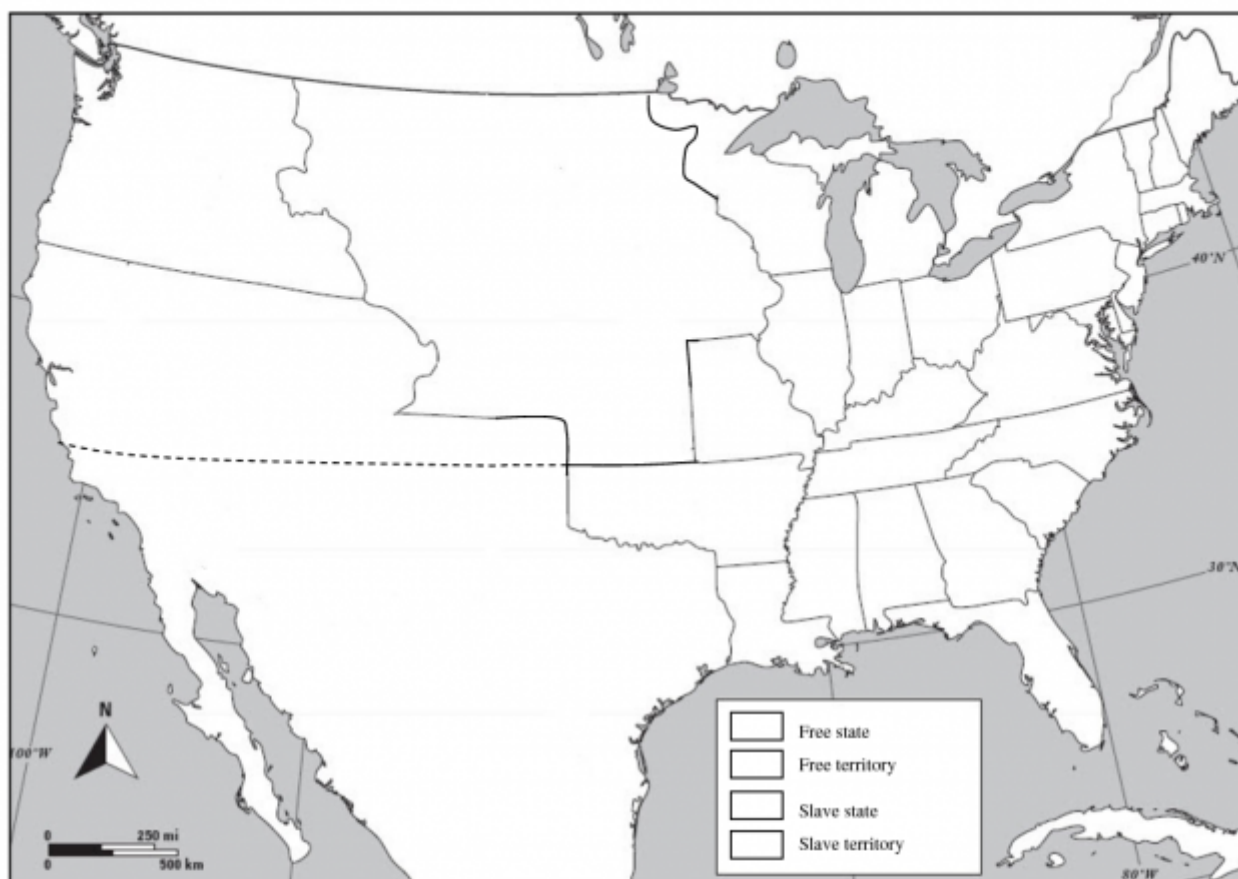 40°N
30°N
N
100°W
0 250 mi
0 500 km
Free state
Free territory
Slave state
Slave territory
80°W